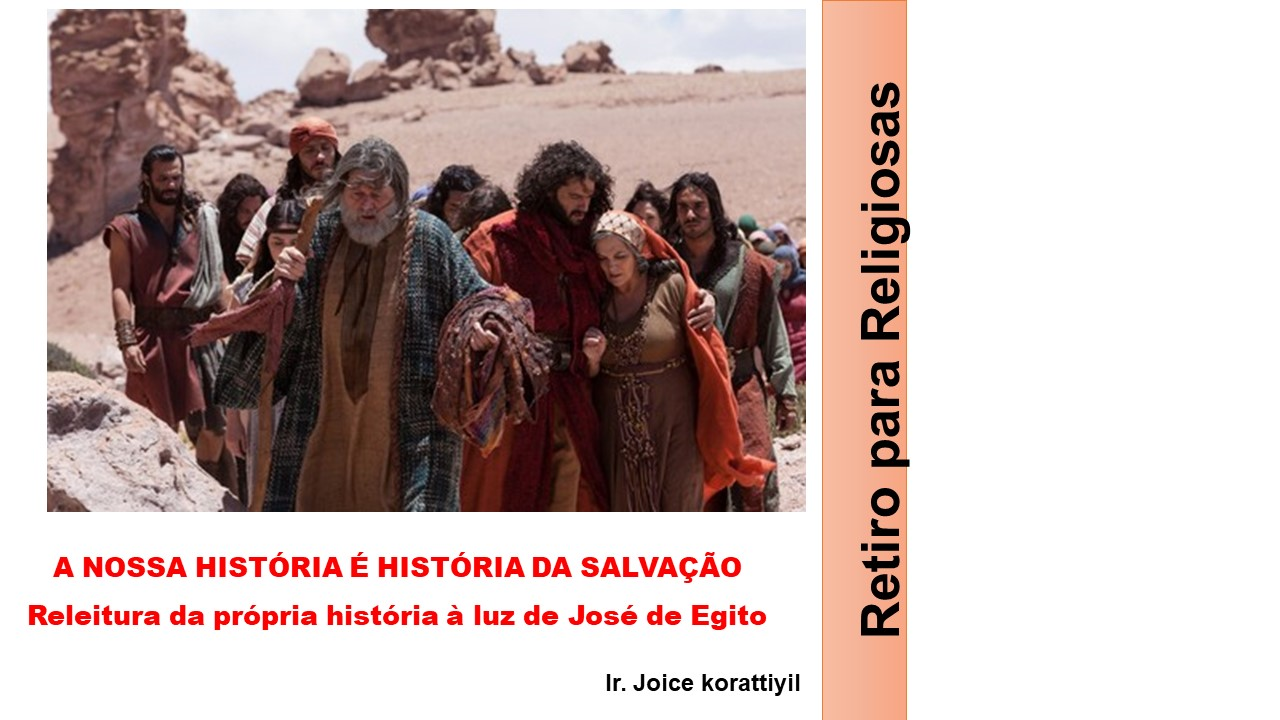 A NOSSA HISTÓRIA É HISTÓRIA DA SALVAÇÃO
Releitura da própria história à luz de José de Egito
Ir. Joice korattiyil
Retiro para Religiosas